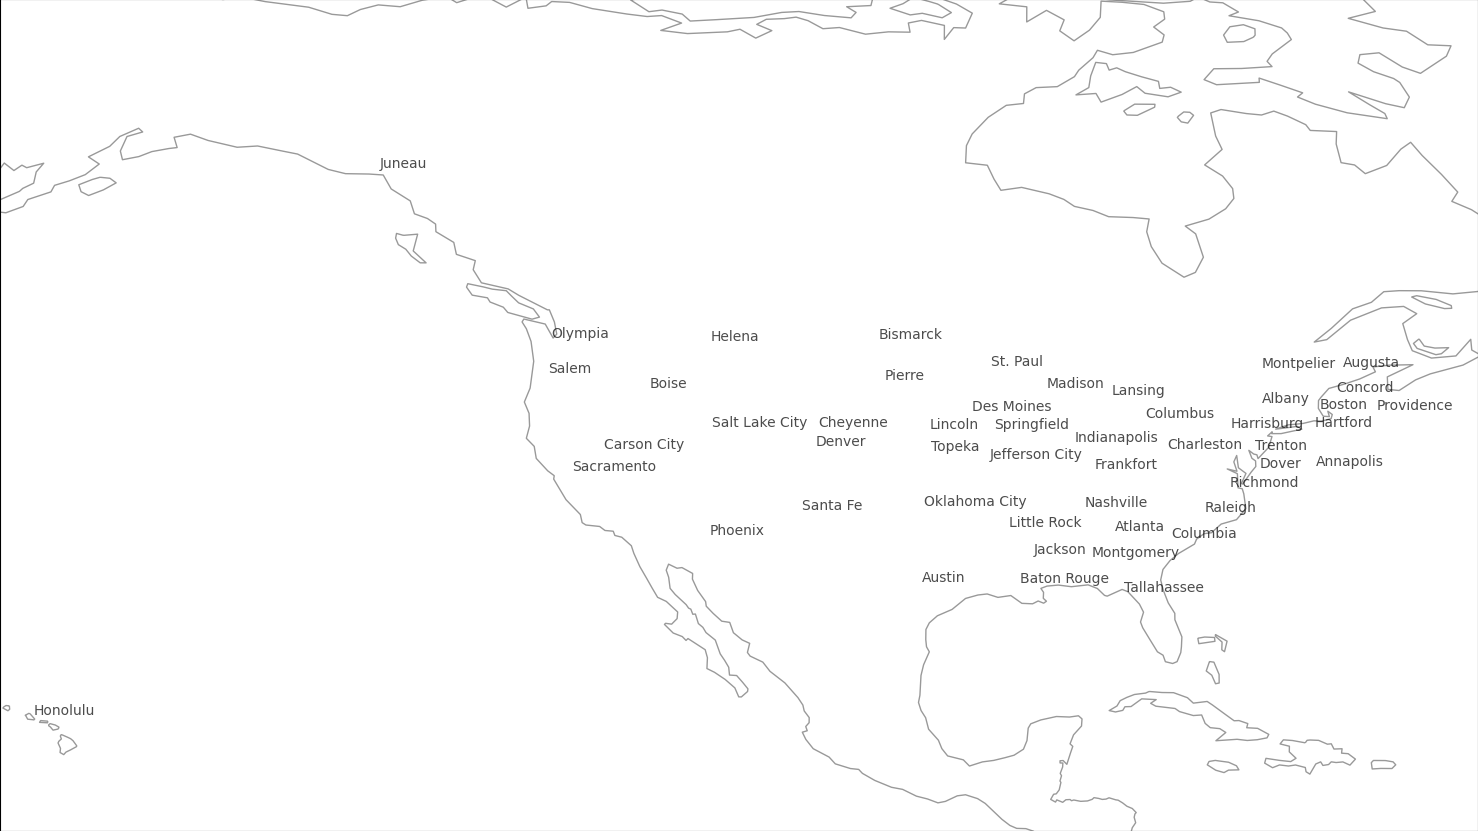 Juneau
Olympia
Helena
Bismarck
St. Paul
Montpelier
Augusta
Salem
Boise
Pierre
Madison
Lansing
Concord
Albany
Boston
Providence
Des Moines
Columbus
Salt Lake City
Cheyenne
Lincoln
Springfield
Harrisburg
Hartford
Denver
Indianapolis
Carson City
Topeka
Jefferson City
Charleston
Trenton
Sacramento
Frankfort
Dover
Annapolis
Richmond
Santa Fe
Oklahoma City
Nashville
Raleigh
Phoenix
Little Rock
Atlanta
Columbia
Jackson
Montgomery
Austin
Baton Rouge
Tallahassee
Honolulu